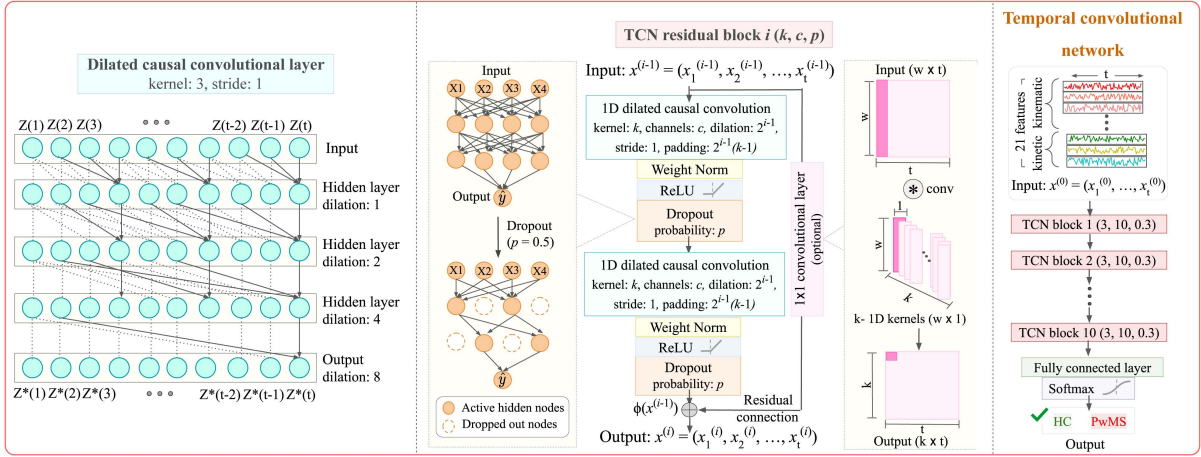 Dilated causal convolutional layer
kernel: 3, stride: 1
Z(1) Z(2) Z(3) Z(t-2) Z(t-1) Z(t)
Input
Hidden layer
dilation: 1
Hidden layer
dilation: 2
Hidden layer
dilation: 4
Output
dilation: 8
Z*(1) Z*(2) Z*(3) Z*(t-2) Z*(t-1) Z*(t)
TCN residual block i (k, c, p)
Input
X1 X2 X3 X4
Output ŷ
Dropout
(p = 0.5)
X1 X2 X3 X4
ŷ
Active hidden nodes
Dropped out nodes
Input: x^(i-1) = (x₁^(i-1), x₂^(i-1), …, xₜ^(i-1))
1D dilated causal convolution
kernel: k, channels: c, dilation: 2^(i-1),
stride: 1, padding: 2^(i-1)(k-1)
Weight Norm
ReLU
Dropout
probability: p
1D dilated causal convolution
kernel: k, channels: c, dilation: 2^(i-1),
stride: 1, padding: 2^(i-1)(k-1)
Weight Norm
ReLU
Dropout
probability: p
ϕ(x^(i-1))
Residual
connection
Output: x^(i) = (x₁^(i), x₂^(i), …, xₜ^(i))
1x1 convolutional layer
(optional)
Input (w x t)
w
t
* conv
1
w
k
k- 1D kernels (w x 1)
k
t
Output (k x t)
Temporal convolutional
network
t
21 features
kinematic
kinetic
Input: x^(0) = (x₁^(0), …, xₜ^(0))
TCN block 1 (3, 10, 0.3)
TCN block 2 (3, 10, 0.3)
TCN block 10 (3, 10, 0.3)
Fully connected layer
Softmax
HC PwMS
Output